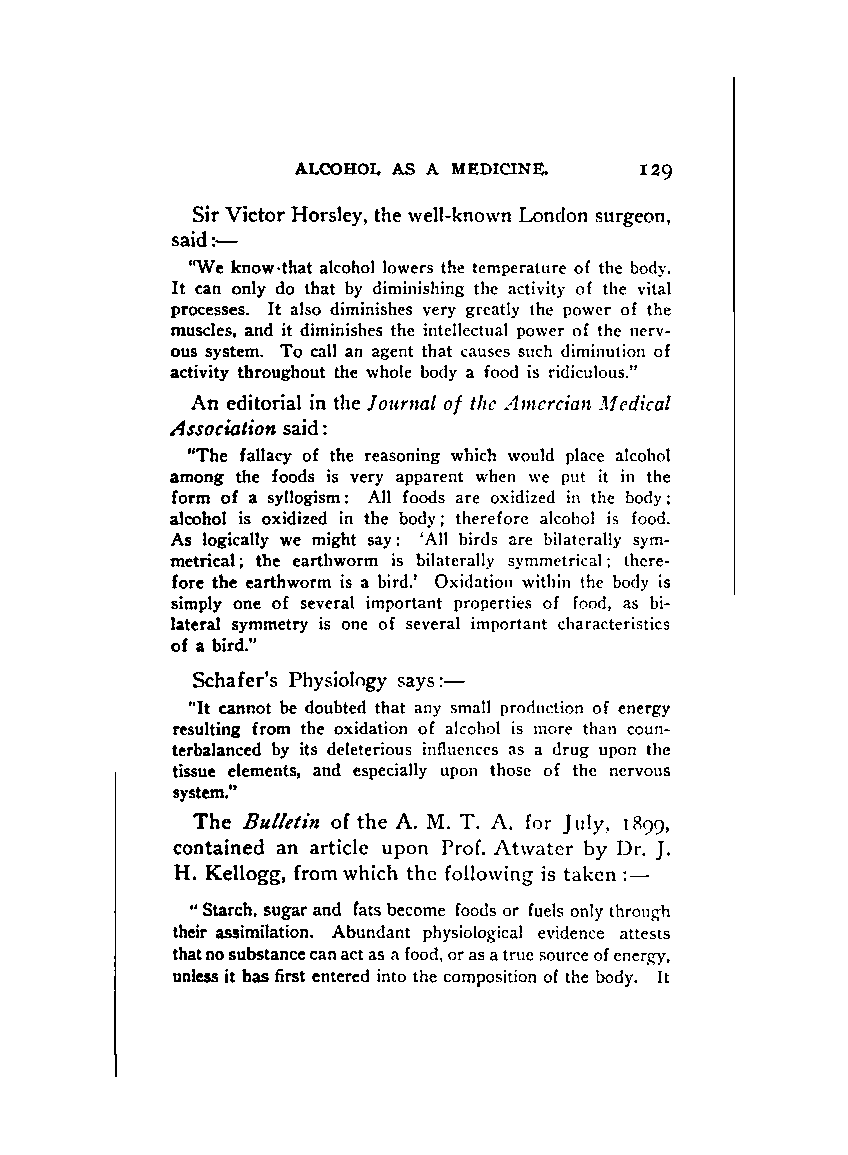 ALCOHOL AS A MEDICINE. 129
Sir Victor Horsley, the well-known London surgeon,
said:—
"We know that alcohol lowers the temperature of the body.
It can only do that by diminishing the activity of the vital
processes. It also diminishes very greatly the power of the
muscles, and it diminishes the intellectual power of the nerv-
ous system. To call an agent that causes such diminution of
activity throughout the whole body a food is ridiculous."
An editorial in the Journal of the Amercian Medical
Association said:
"The fallacy of the reasoning which would place alcohol
among the foods is very apparent when we put it in the
form of a syllogism: All foods are oxidized in the body;
alcohol is oxidized in the body; therefore alcohol is food.
As logically we might say: 'All birds are bilaterally sym-
metrical; the earthworm is bilaterally symmetrical; there-
fore the earthworm is a bird.' Oxidation within the body is
simply one of several important properties of food, as bi-
lateral symmetry is one of several important characteristics
of a bird."
Schafer's Physiology says:—
"It cannot be doubted that any small production of energy
resulting from the oxidation of alcohol is more than coun-
terbalanced by its deleterious influences as a drug upon the
tissue elements, and especially upon those of the nervous
system."
The Bulletin of the A. M. T. A. for July, 1899,
contained an article upon Prof. Atwater by Dr. J.
H. Kellogg, from which the following is taken:—
"Starch, sugar and fats become foods or fuels only through
their assimilation. Abundant physiological evidence attests
that no substance can act as a food, or as a true source of energy,
unless it has first entered into the composition of the body. It